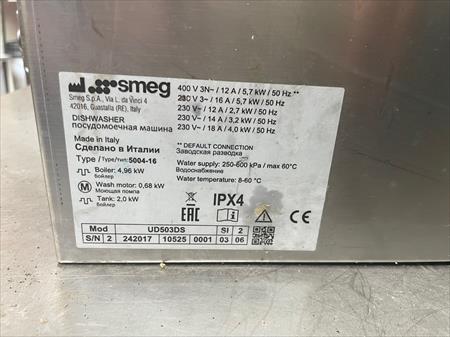 smeg
Smeg S.p.A., Via L. da Vinci 4
42016, Guastalla (RE), Italy
DISHWASHER
посудомоечная машина
Made in Italy
Сделано в Италии
Type /Type/тип: 5004-16
Boiler: 4,96 kW
бойлер
M Wash motor: 0,68 kW
Моющая помпа
Tank: 2,0 kW
бойлер
400 V 3N~ / 12 A / 5,7 kW / 50 Hz **
230 V 3~ / 16 A / 5,7 kW / 50 Hz
230 V~ / 12 A / 2,7 kW / 50 Hz
230 V~ / 14 A / 3,2 kW / 50 Hz
230 V~ / 18 A / 4,0 kW / 50 Hz
** DEFAULT CONNECTION
Заводская разводка
Water supply: 250-600 kPa / max 60°C
Водоснабжение
Water temperature: 8-60 °C
EAC IPX4 CE
Mod UD503DS SI 2
S/N 2 242017 10525 0001 03 06